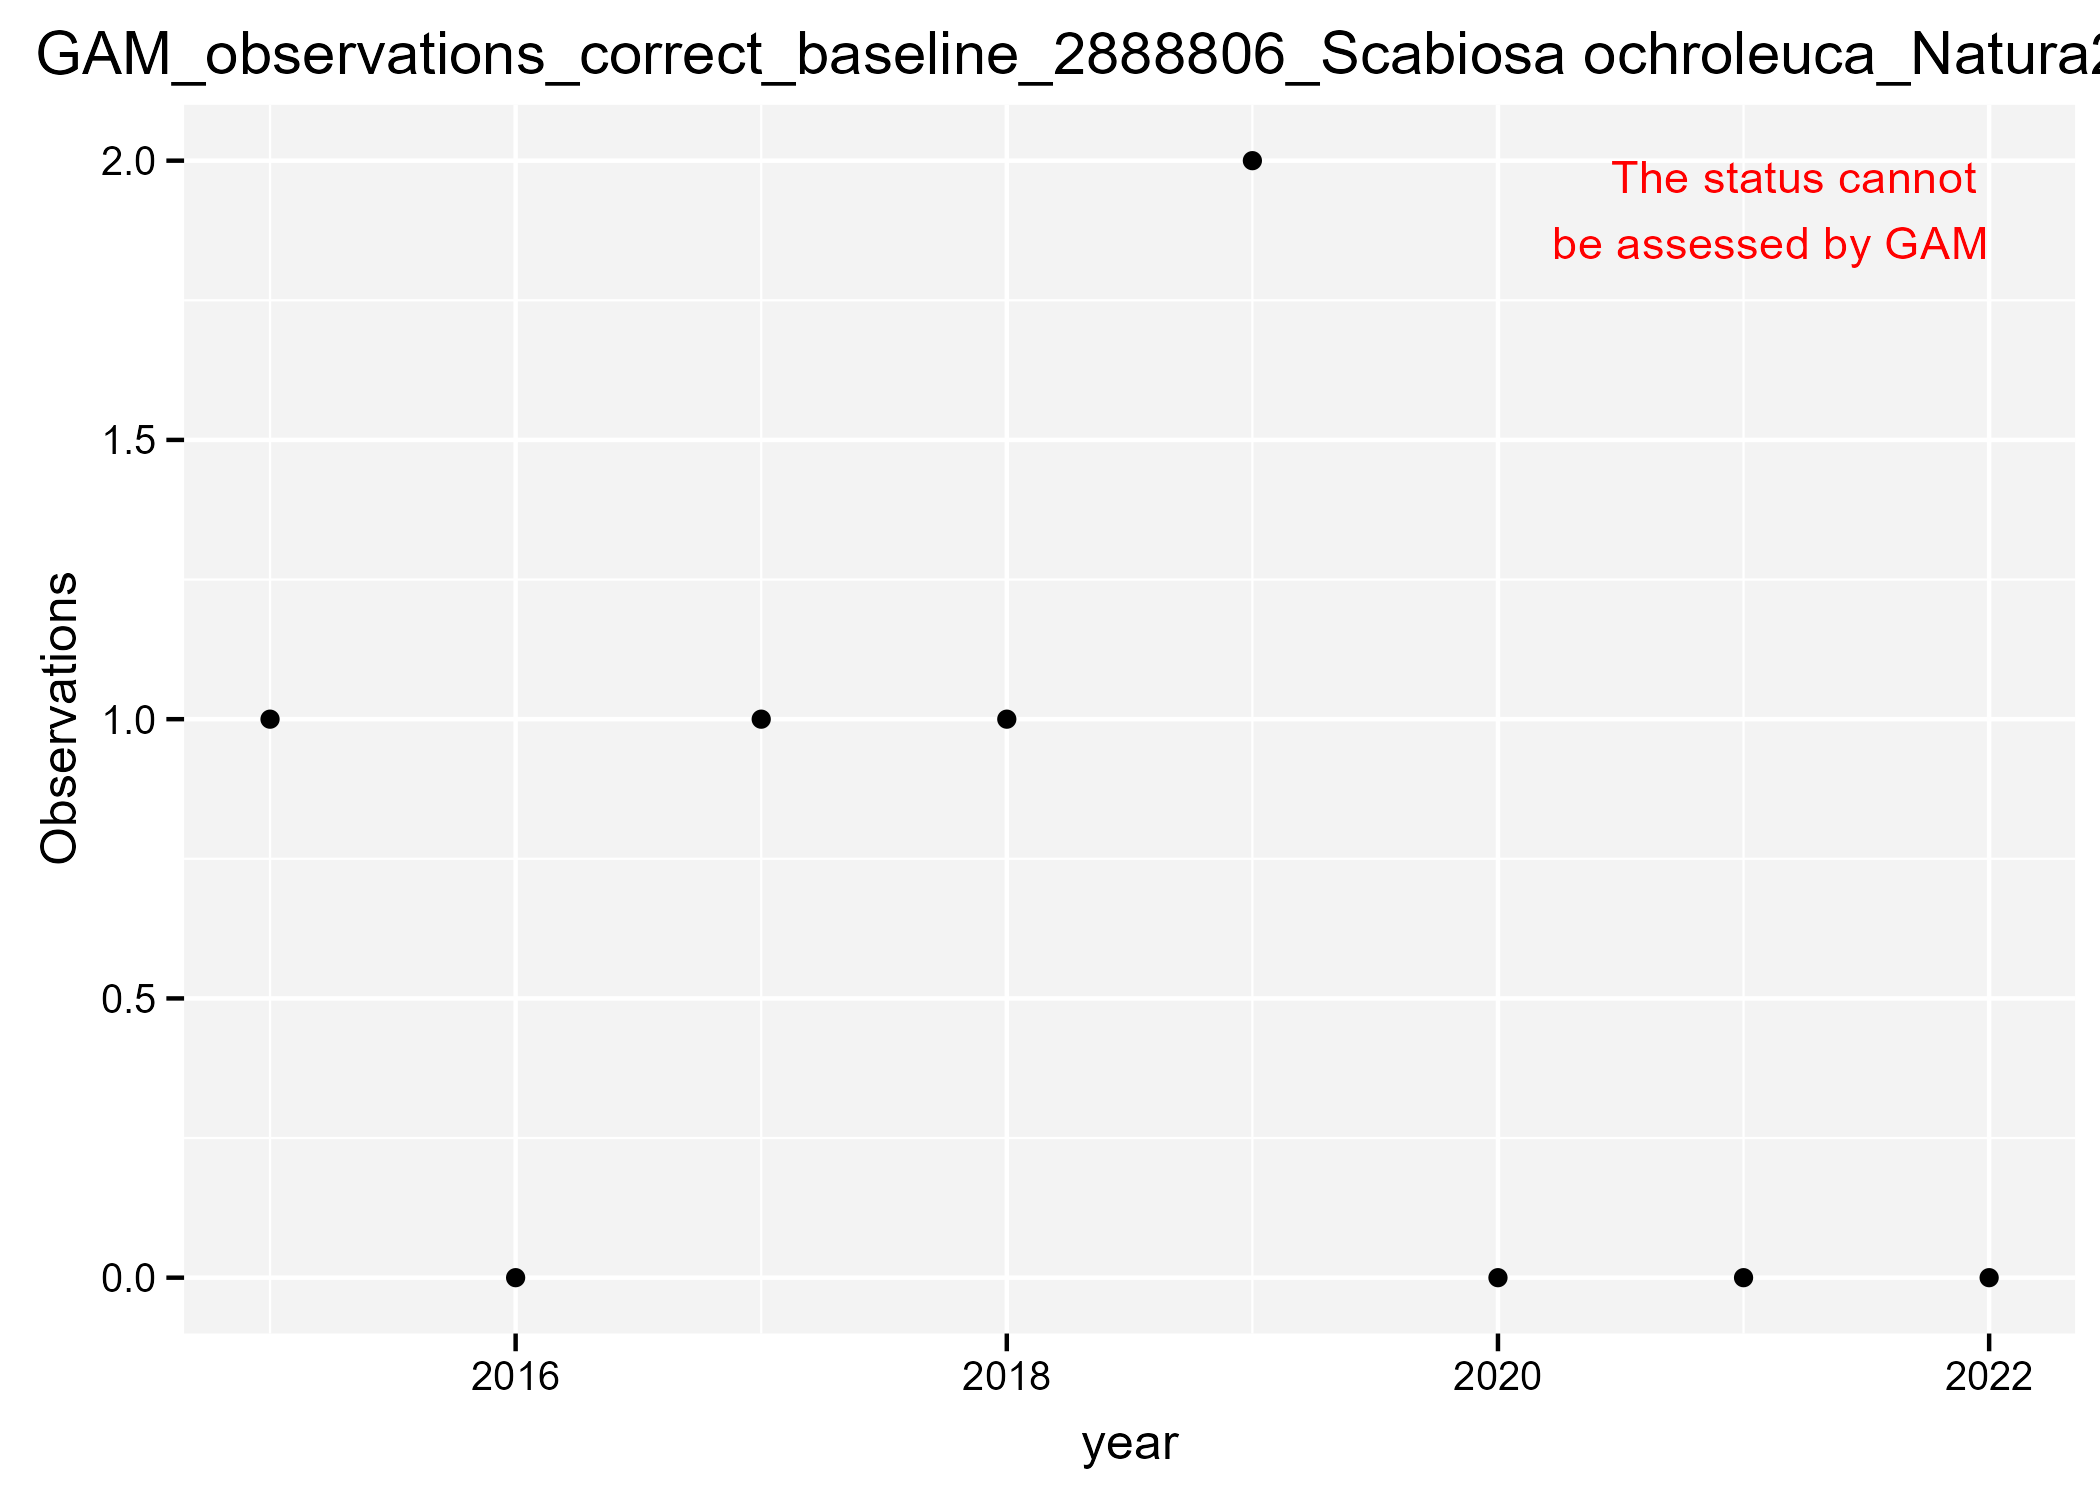 GAM_observations_correct_baseline_2888806_Scabiosa ochroleuca_Natura2
2.0
1.5
1.0
0.5
0.0
Observations
The status cannot
be assessed by GAM
2016
2018
2020
2022
year